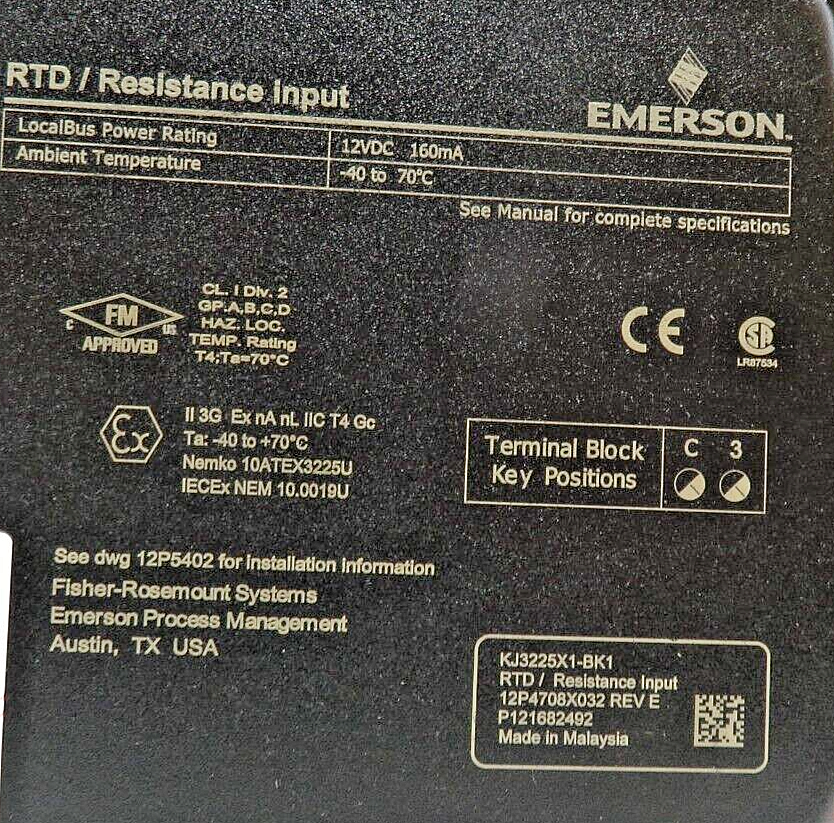 RTD / Resistance Input
EMERSON.
LocalBus Power Rating 12VDC 160mA
Ambient Temperature -40 to 70°C
See Manual for complete specifications
C FM US
APPROVED
CL. I Div. 2
GP:A,B,C,D
HAZ. LOC.
TEMP. Rating
T4;Ta=70°C
CE
SA
LR87534
Ex
II 3G Ex nA nL IIC T4 Gc
Ta: -40 to +70°C
Nemko 10ATEX3225U
IECEx NEM 10.0019U
Terminal Block C 3
Key Positions
See dwg 12P5402 for installation information
Fisher-Rosemount Systems
Emerson Process Management
Austin, TX USA
KJ3225X1-BK1
RTD / Resistance Input
12P4708X032 REV E
P121682492
Made in Malaysia